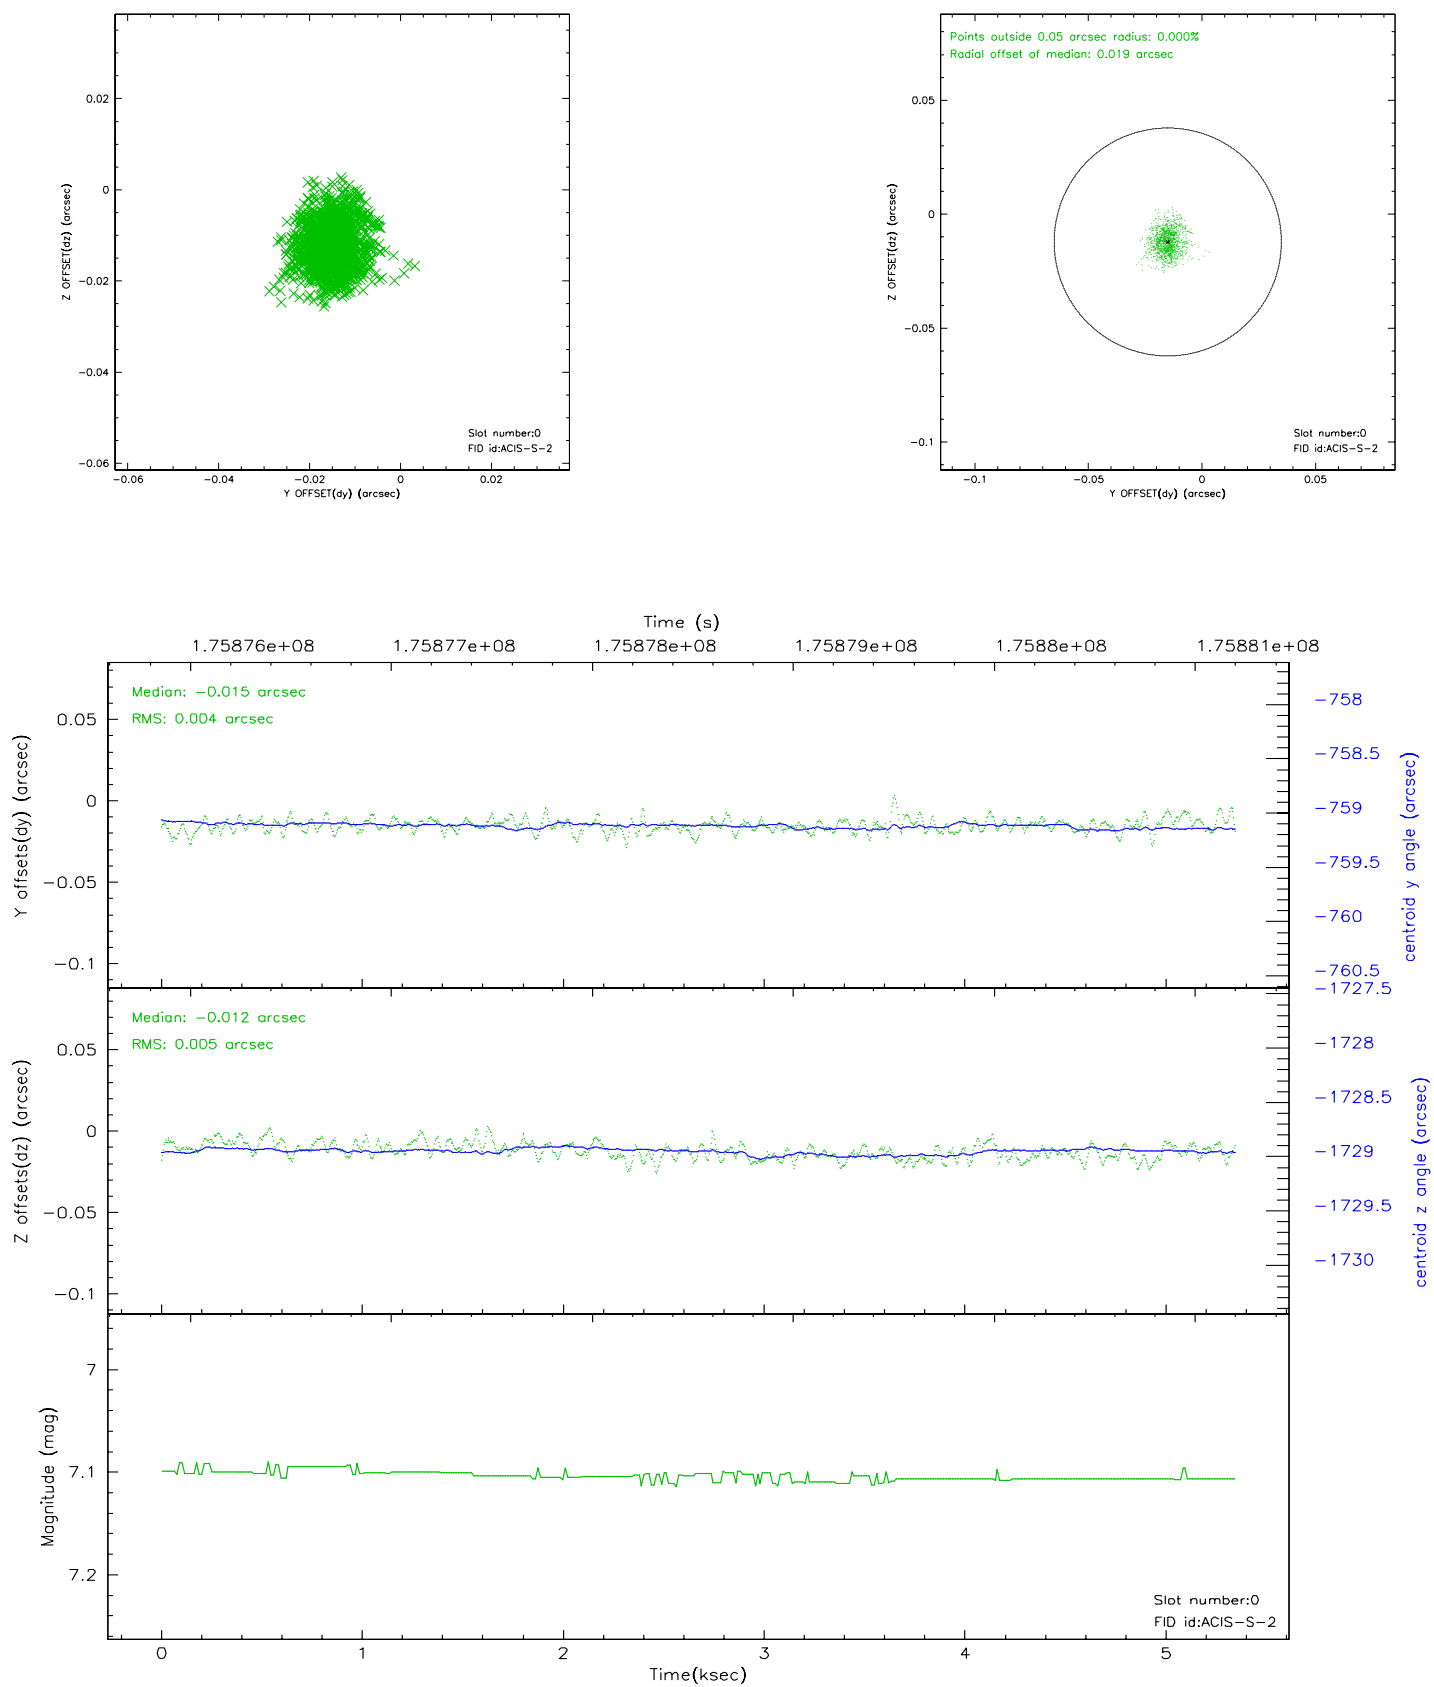 0.02
0
-0.02
-0.04
-0.06
Z OFFSET(dz) (arcsec)
Slot number:0
FID id:ACIS-S-2
-0.06 -0.04 -0.02 0 0.02
Y OFFSET(dy) (arcsec)
Points outside 0.05 arcsec radius: 0.000%
Radial offset of median: 0.019 arcsec
0.05
0
-0.05
-0.1
Z OFFSET(dz) (arcsec)
Slot number:0
FID id:ACIS-S-2
-0.1 -0.05 0 0.05
Y OFFSET(dy) (arcsec)
Time (s)
1.75876e+08 1.75877e+08 1.75878e+08 1.75879e+08 1.7588e+08 1.75881e+08
Median: -0.015 arcsec
RMS: 0.004 arcsec
0.05
0
-0.05
-0.1
Y offsets(dy) (arcsec)
-758
-758.5
-759
-759.5
-760
-760.5
centroid y angle (arcsec)
Median: -0.012 arcsec
RMS: 0.005 arcsec
0.05
0
-0.05
-0.1
Z offsets(dz) (arcsec)
-1727.5
-1728
-1728.5
-1729
-1729.5
-1730
centroid z angle (arcsec)
7
7.1
7.2
Magnitude (mag)
Slot number:0
FID id:ACIS-S-2
0 1 2 3 4 5
Time(ksec)